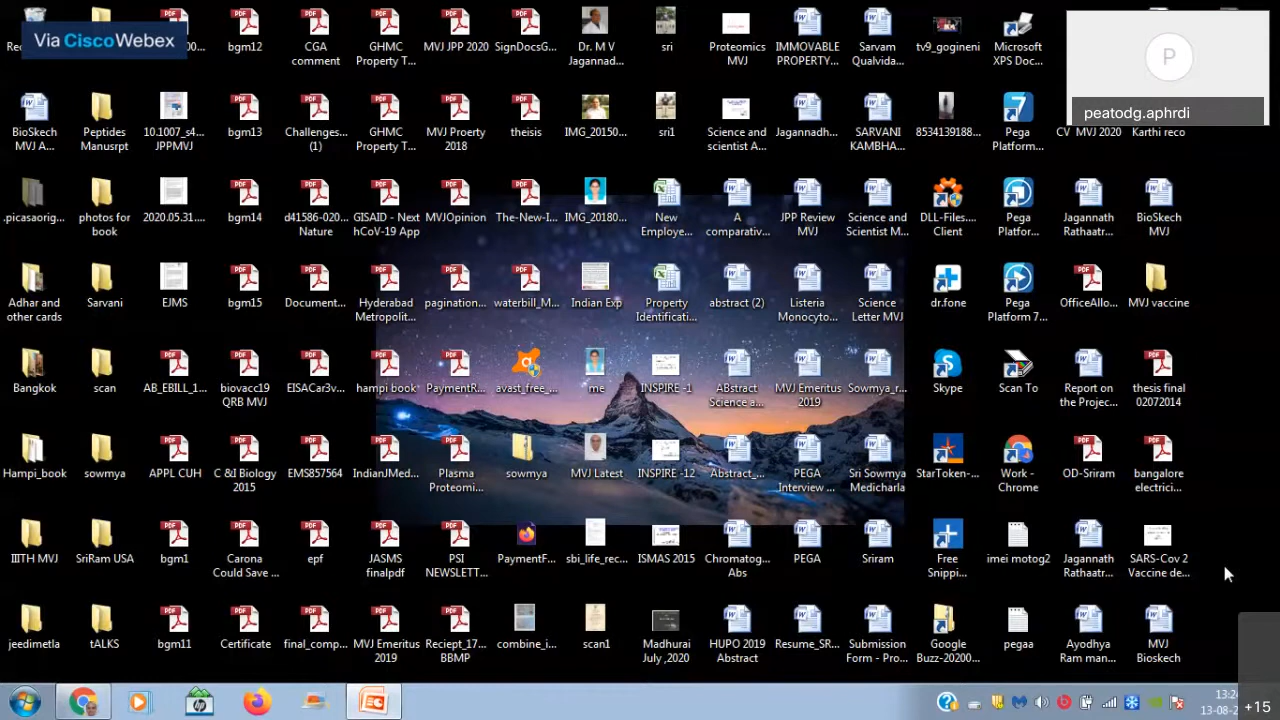 Via Cisco Webex
bgm12
CGA
comment
GHMC
Property T...
MVJ JPP 2020
SignDocsG...
Dr. M V
Jagannad...
sri
Proteomics
MVJ
IMMOVABLE
PROPERTY...
Sarvam
Qualvida...
tv9_gogineni
Microsoft
XPS Doc...
P
peatodg.aphrdi
BioSkech
MVJ A...
Peptides
Manusrpt
10.1007_s4...
JPPMVJ
bgm13
Challenges...
(1)
GHMC
Property T...
MVJ Proerty
2018
theisis
IMG_20150...
sri1
Science and
scientist A...
Jagannadh...
SARVANI
KAMBHA...
8534139188...
Pega
Platform...
CV MVJ 2020
Karthi reco
.picasaorig...
photos for
book
2020.05.31....
bgm14
d41586-020...
Nature
GISAID - Next
hCoV-19 App
MVJOpinion
The-New-I...
IMG_20180...
New
Employe...
A
comparativ...
JPP Review
MVJ
Science and
Scientist M...
DLL-Files....
Client
Pega
Platfor...
Jagannath
Rathaatr...
BioSkech
MVJ
Adhar and
other cards
Sarvani
EJMS
bgm15
Document...
Hyderabad
Metropolit...
pagination...
waterbill_M...
Indian Exp
Property
Identificati...
abstract (2)
Listeria
Monocyto...
Science
Letter MVJ
dr.fone
Pega
Platform 7...
OfficeAllo...
MVJ vaccine
Bangkok
scan
AB_EBILL_1...
biovacc19
QRB MVJ
EISACar3v...
hampi book
PaymentR...
avast_free_...
me
INSPIRE -1
ABstract
Science a...
MVJ Emeritus
2019
Sowmya_r...
Skype
Scan To
Report on
the Projec...
thesis final
02072014
Hampi_book
sowmya
APPL CUH
C &I Biology
2015
EMS857564
IndianJMed...
Plasma
Proteomi...
sowmya
MVJ Latest
INSPIRE -12
Abstract_...
PEGA
Interview ...
Sri Sowmya
Medicharla
StarToken-...
Work -
Chrome
OD-Sriram
bangalore
electrici...
IIITH MVJ
SriRam USA
bgm1
Carona
Could Save ...
epf
JASMS
finalpdf
PSI
NEWSLETT...
PaymentF...
sbi_life_rec...
ISMAS 2015
Chromatog...
Abs
PEGA
Sriram
Free
Snippi...
imei motog2
Jagannath
Rathaatr...
SARS-Cov 2
Vaccine de...
jeedimetla
tALKS
bgm11
Certificate
final_comp...
MVJ Emeritus
2019
Reciept_17...
BBMP
combine_i...
scan1
Madhurai
July ,2020
HUPO 2019
Abstract
Resume_SR...
Submission
Form - Pro...
Google
Buzz-20200...
pegaa
Ayodhya
Ram man...
MVJ
Bioskech
+15